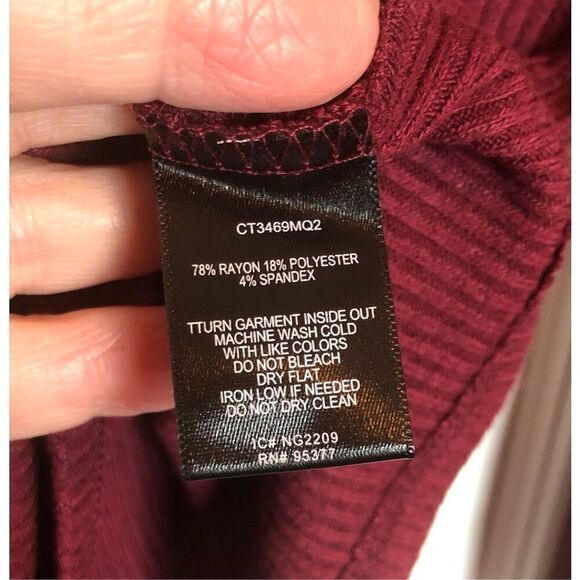 CT3469MQ2
78% RAYON 18% POLYESTER
4% SPANDEX
TTURN GARMENT INSIDE OUT
MACHINE WASH COLD
WITH LIKE COLORS
DO NOT BLEACH
DRY FLAT
IRON LOW IF NEEDED
DO NOT DRY CLEAN
IC# NG2209
RN# 95377